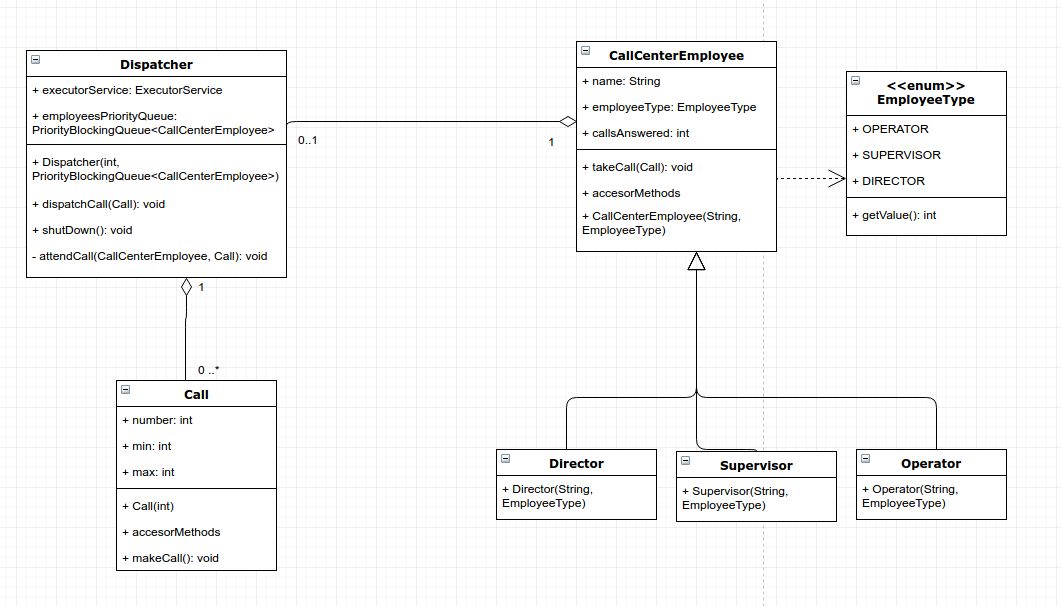 Dispatcher
+ executorService: ExecutorService
+ employeesPriorityQueue:
PriorityBlockingQueue<CallCenterEmployee>
+ Dispatcher(int,
PriorityBlockingQueue<CallCenterEmployee>)
+ dispatchCall(Call): void
+ shutDown(): void
- attendCall(CallCenterEmployee, Call): void
0..1
1
CallCenterEmployee
+ name: String
+ employeeType: EmployeeType
+ callsAnswered: int
+ takeCall(Call): void
+ accesorMethods
+ CallCenterEmployee(String,
EmployeeType)
<<enum>>
EmployeeType
+ OPERATOR
+ SUPERVISOR
+ DIRECTOR
+ getValue(): int
1
0 ..*
Call
+ number: int
+ min: int
+ max: int
+ Call(int)
+ accesorMethods
+ makeCall(): void
Director
+ Director(String,
EmployeeType)
Supervisor
+ Supervisor(String,
EmployeeType)
Operator
+ Operator(String,
EmployeeType)